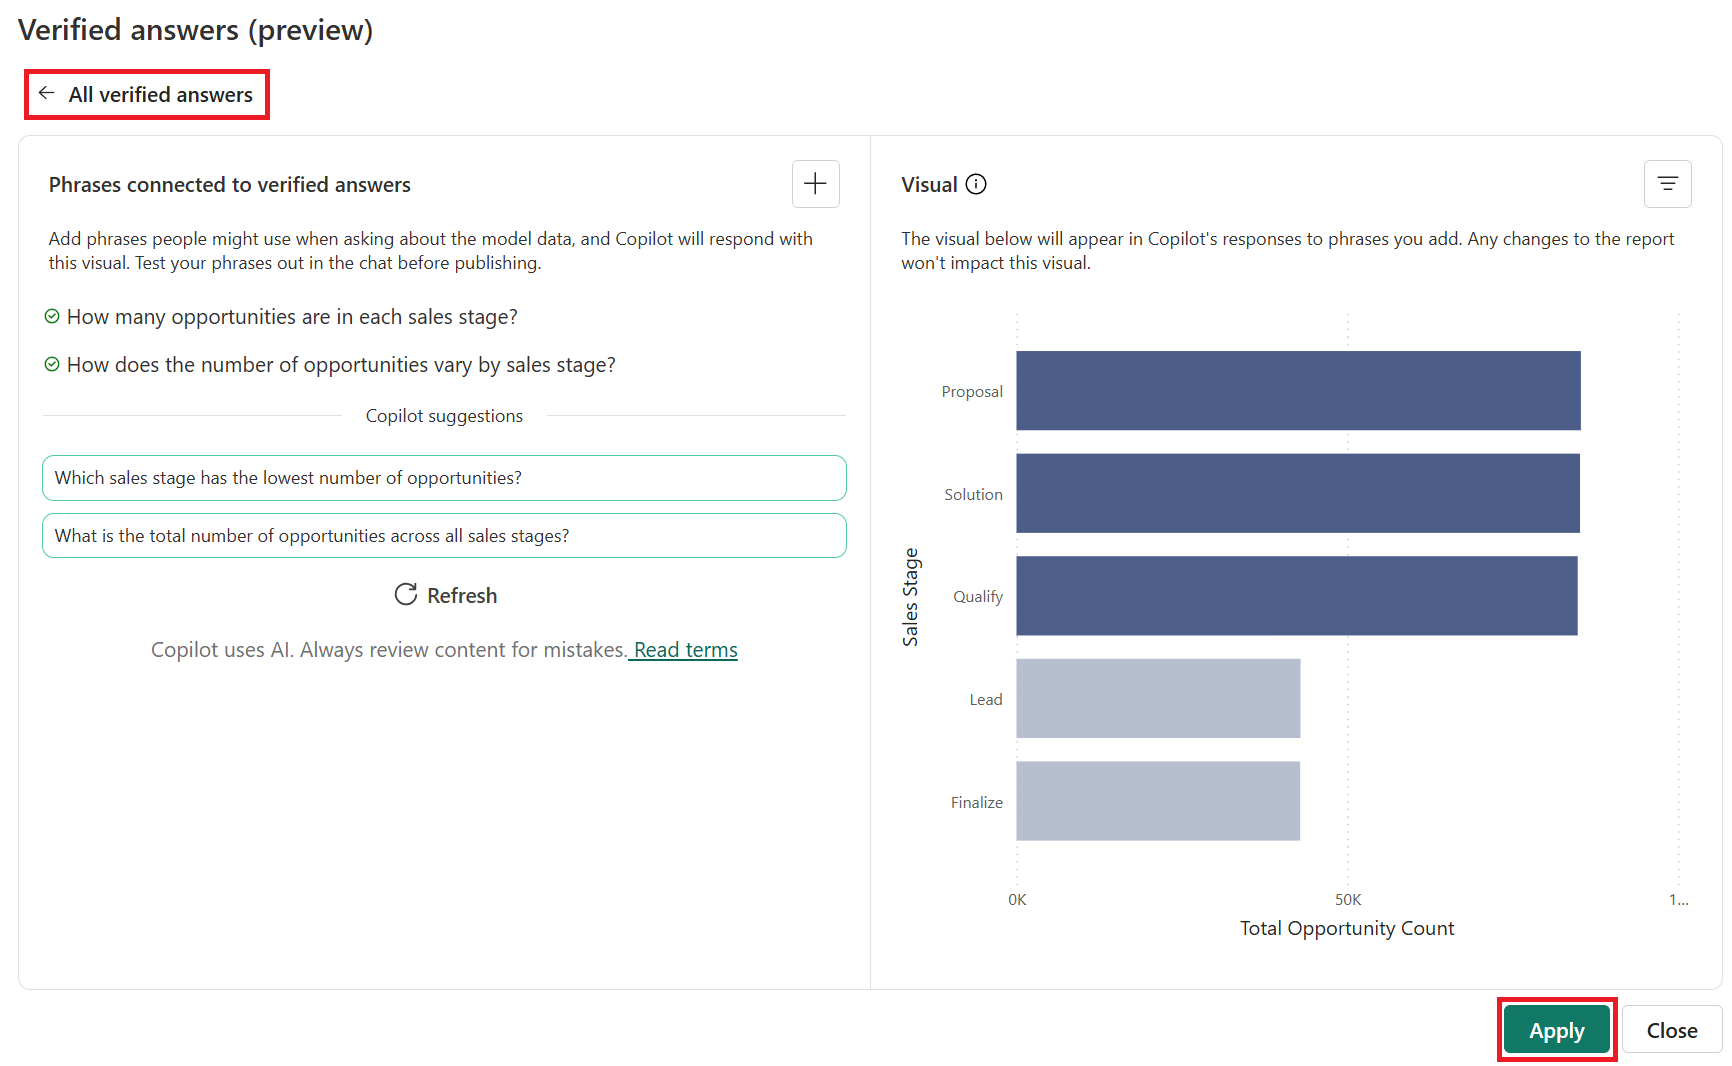 Verified answers (preview)
All verified answers
Phrases connected to verified answers
Add phrases people might use when asking about the model data, and Copilot will respond with
this visual. Test your phrases out in the chat before publishing.
How many opportunities are in each sales stage?
How does the number of opportunities vary by sales stage?
Copilot suggestions
Which sales stage has the lowest number of opportunities?
What is the total number of opportunities across all sales stages?
Refresh
Copilot uses AI. Always review content for mistakes. Read terms
Visual
The visual below will appear in Copilot's responses to phrases you add. Any changes to the report
won't impact this visual.
Sales Stage
Proposal
Solution
Qualify
Lead
Finalize
0K 50K 1...
Total Opportunity Count
Apply Close